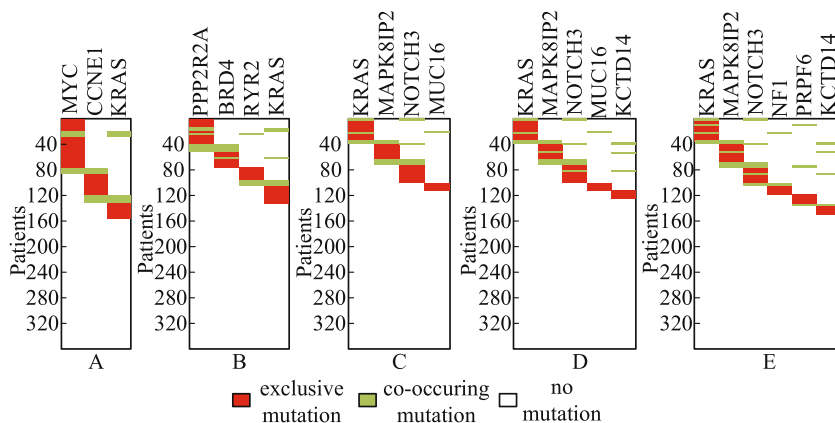 MYC
CCNE1
KRAS
PPP2R2A
BRD4
RYR2
KRAS
KRAS
MAPK8IP2
NOTCH3
MUC16
KRAS
MAPK8IP2
NOTCH3
MUC16
KCTD14
KRAS
MAPK8IP2
NOTCH3
NF1
PRPF6
KCTD14
Patients
40
80
120
160
200
240
280
320
A
Patients
40
80
120
160
200
240
280
320
B
Patients
40
80
120
160
200
240
280
320
C
Patients
40
80
120
160
200
240
280
320
D
Patients
40
80
120
160
200
240
280
320
E
exclusive
mutation
co-occuring
mutation
no
mutation